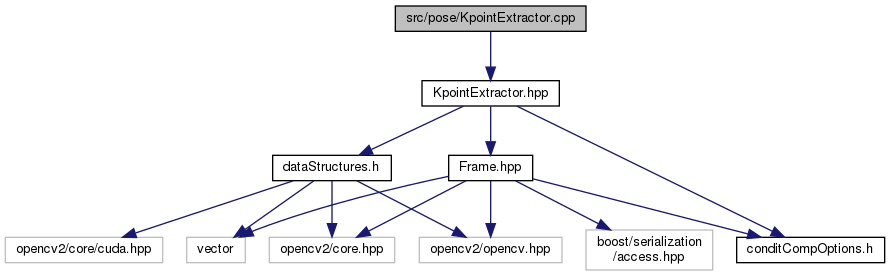 src/pose/KpointExtractor.cpp
KpointExtractor.hpp
dataStructures.h
Frame.hpp
opencv2/core/cuda.hpp
vector
opencv2/core.hpp
opencv2/opencv.hpp
boost/serialization
/access.hpp
conditCompOptions.h